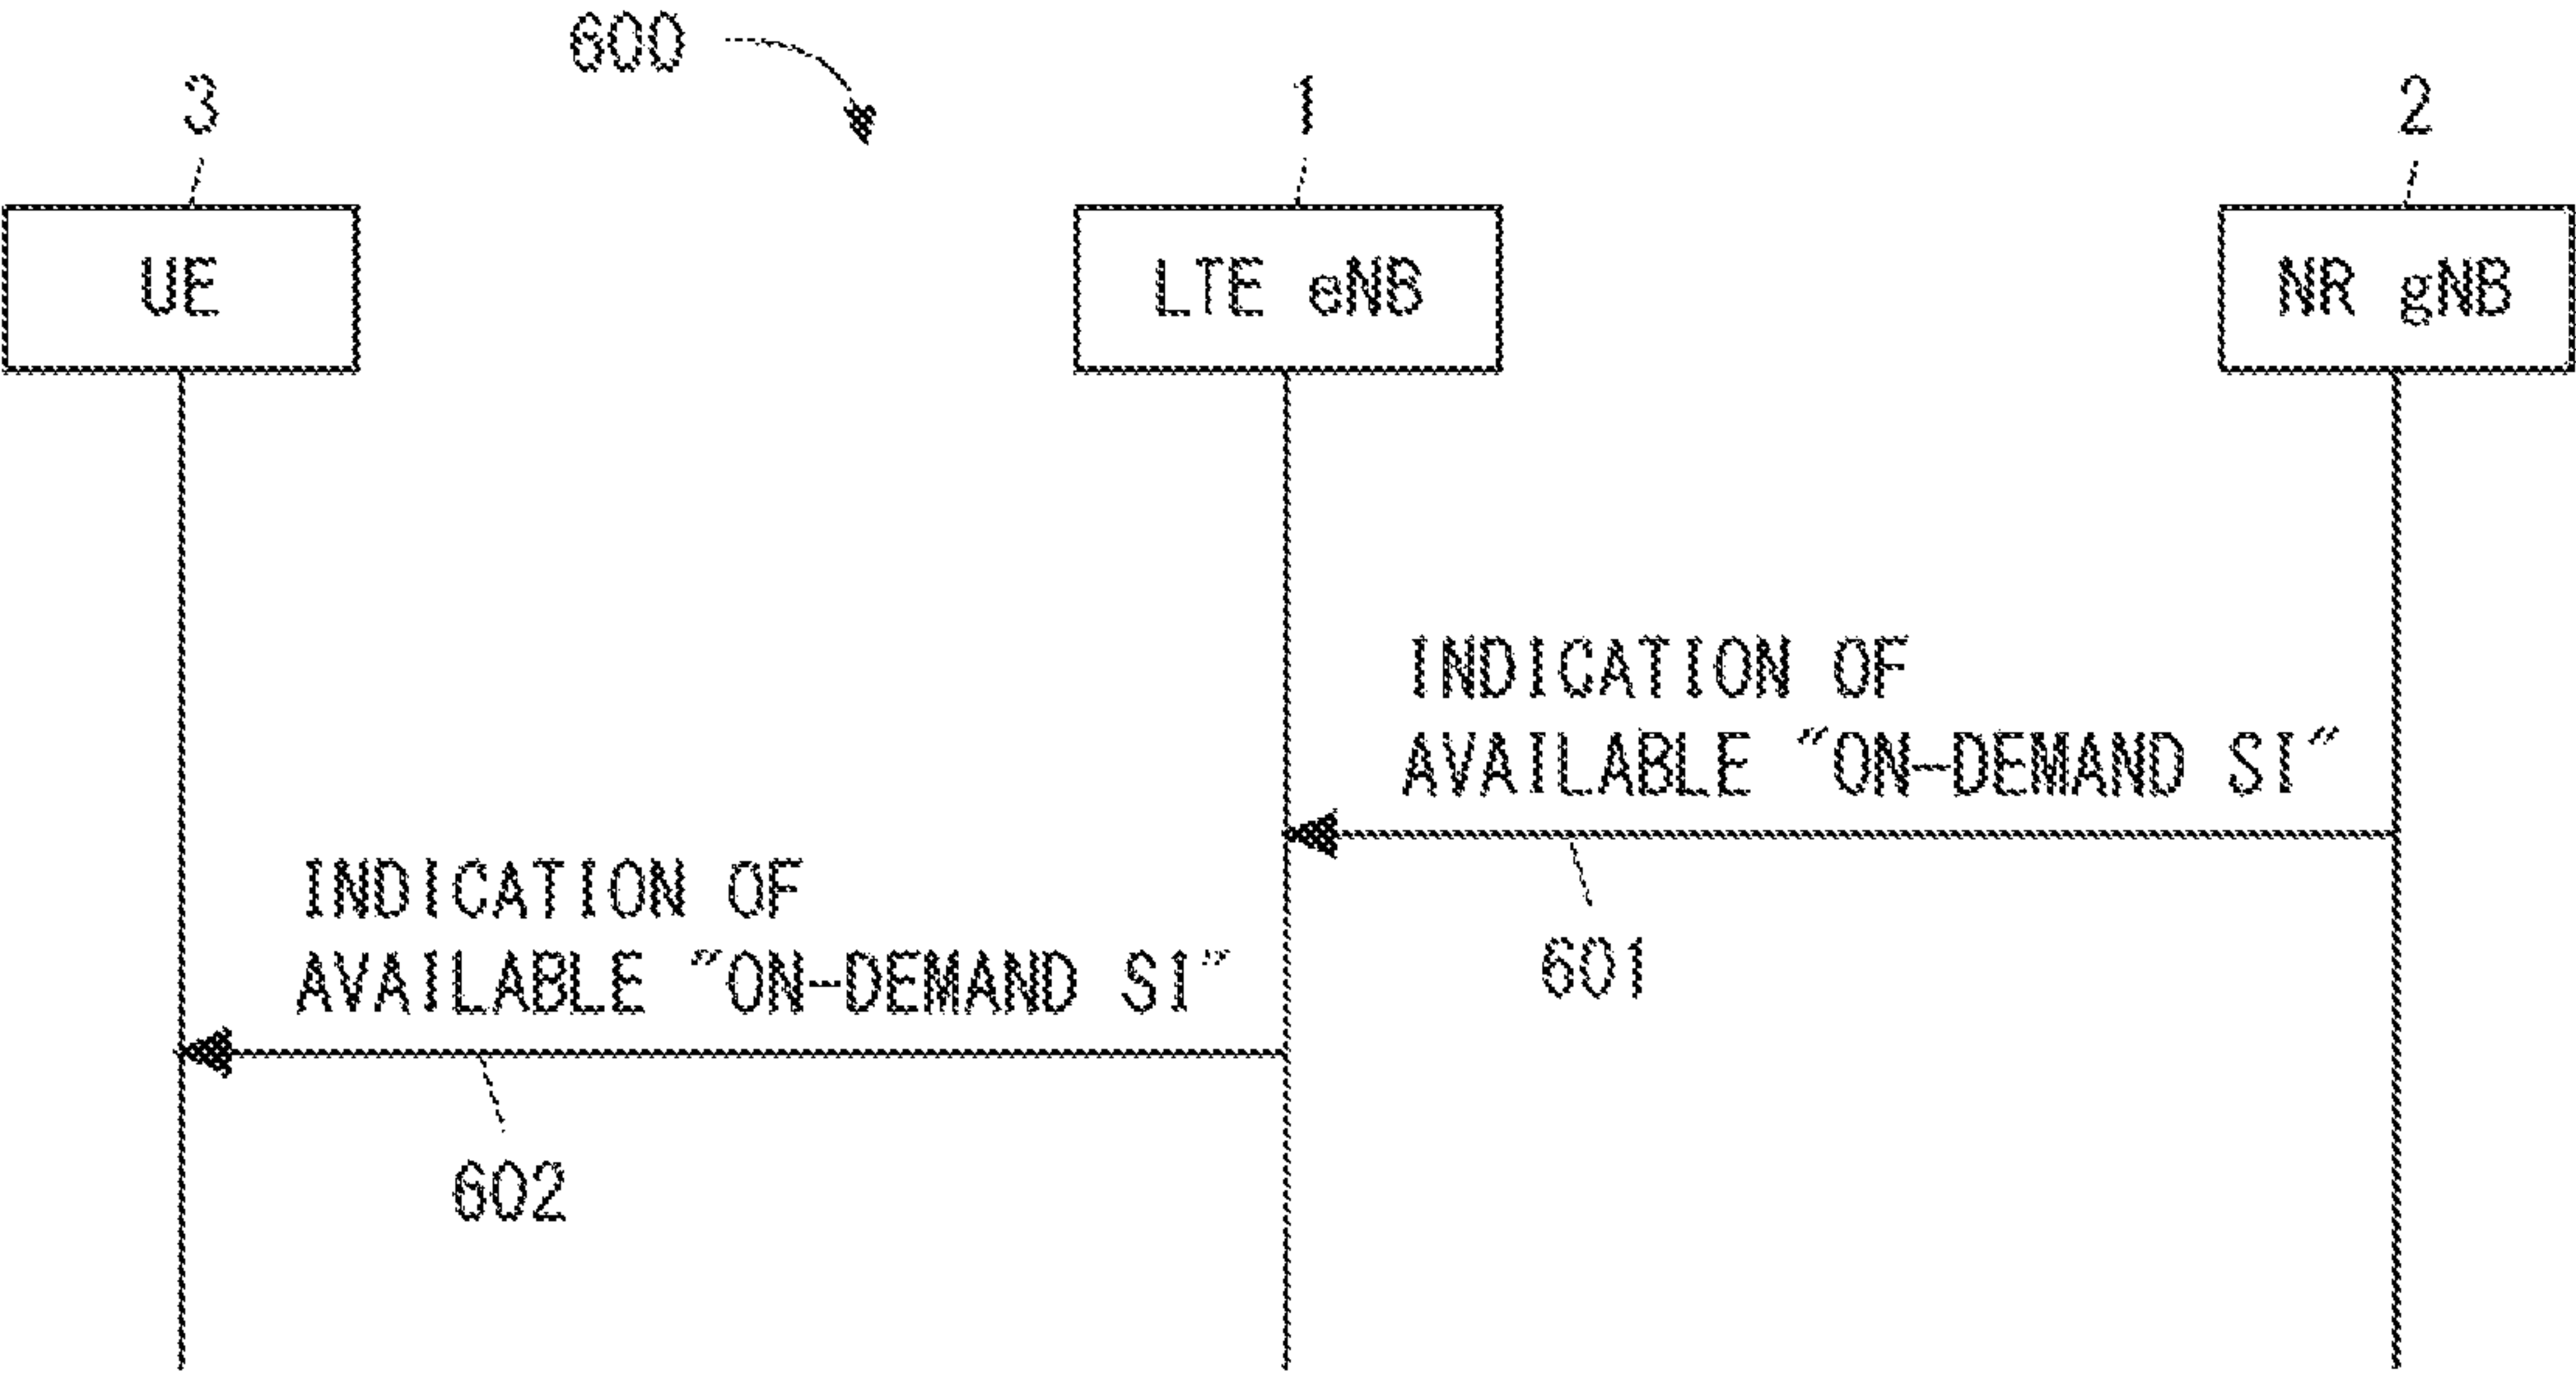 600
3
1
2
UE
LTE eNB
NR gNB
INDICATION OF
AVAILABLE "ON-DEMAND SI"
601
INDICATION OF
AVAILABLE "ON-DEMAND SI"
602